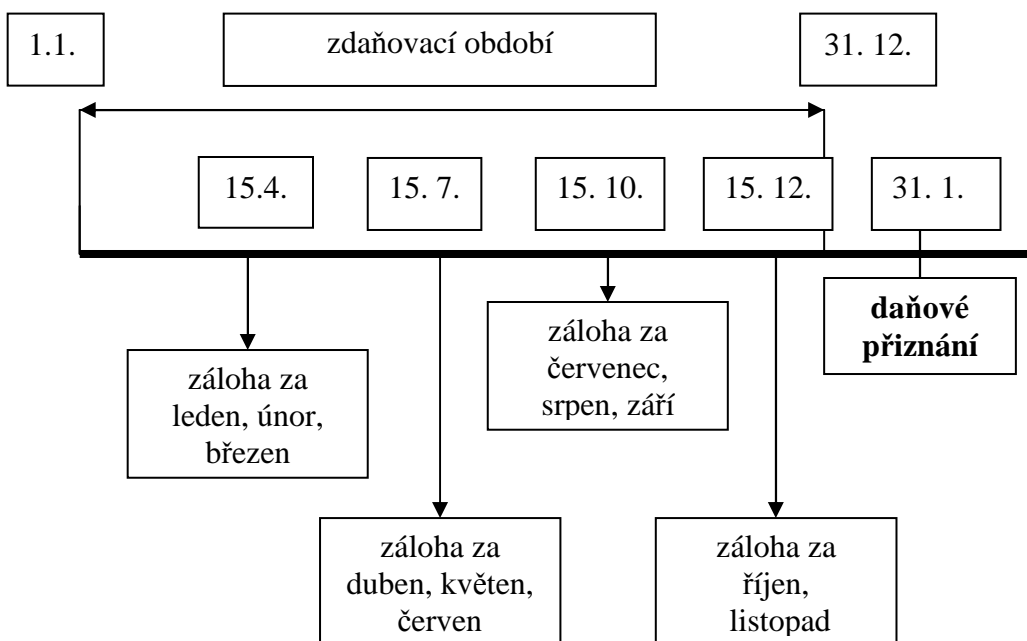 1.1.
zdaňovací období
31. 12.
15.4.
15. 7.
15. 10.
15. 12.
31. 1.
daňové
přiznání
záloha za
červenec,
srpen, září
záloha za
leden, únor,
březen
záloha za
duben, květen,
červen
záloha za
říjen,
listopad